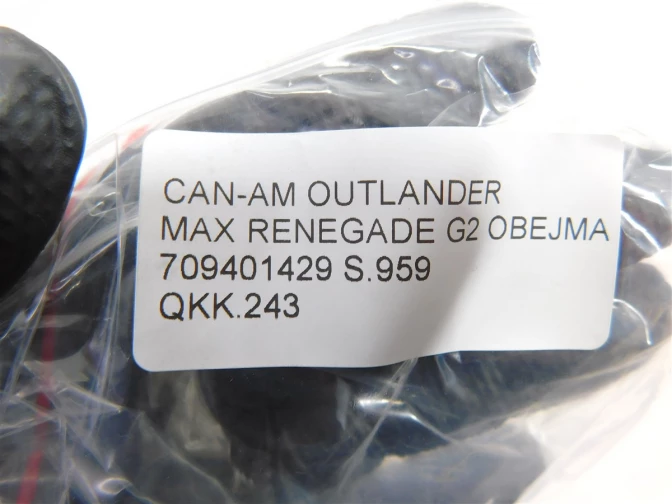 CAN-AM OUTLANDER
MAX RENEGADE G2 OBEJMA
709401429 S.959
QKK.243